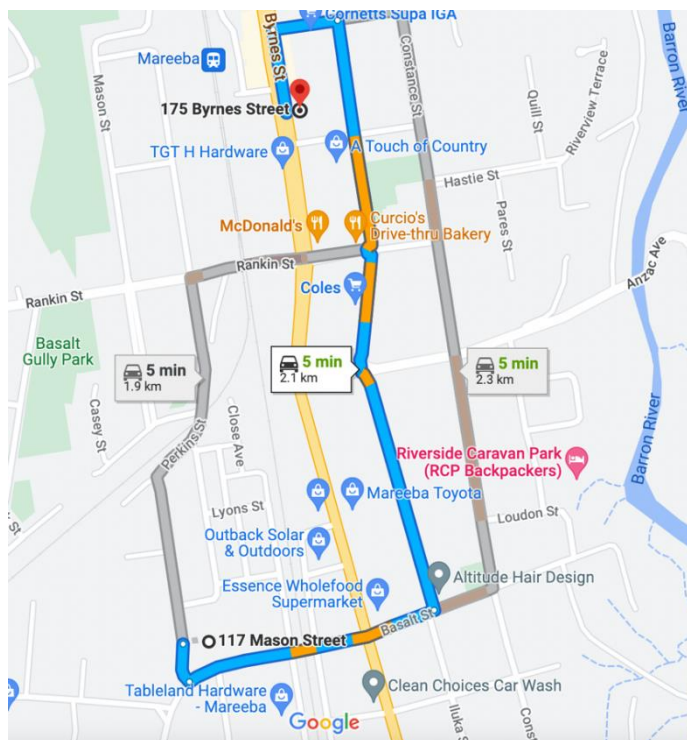 Cornetts Supa IGA
Byrnes St
Mareeba
175 Byrnes Street
Constance St
Mason St
Quill St
Riverview Terrace
Barron River
TGT H Hardware
A Touch of Country
Hastie St
Pares St
McDonald's
Curcio's
Drive-thru Bakery
Rankin St
Rankin St
Coles
Anzac Ave
Basalt
Gully Park
5 min
1.9 km
5 min
2.1 km
5 min
2.3 km
Casey St
Close Ave
Perkins St
Riverside Caravan Park
(RCP Backpackers)
Barron River
Mareeba Toyota
Lyons St
Loudon St
Outback Solar
& Outdoors
Essence Wholefood
Supermarket
Altitude Hair Design
Basalt St
117 Mason Street
Tableland Hardware
- Mareeba
Clean Choices Car Wash
Iluka St
Const
Google